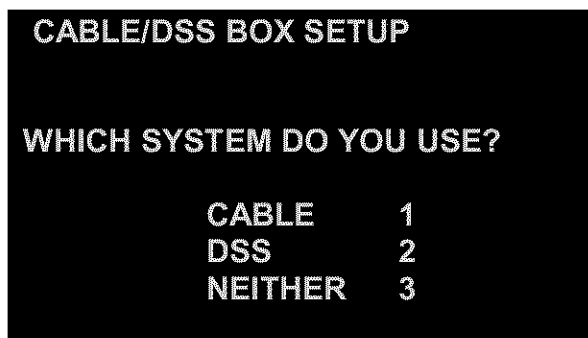 CABLE/DSS BOX SETUP
WHICH SYSTEM DO YOU USE?
CABLE 1
DSS 2
NEITHER 3